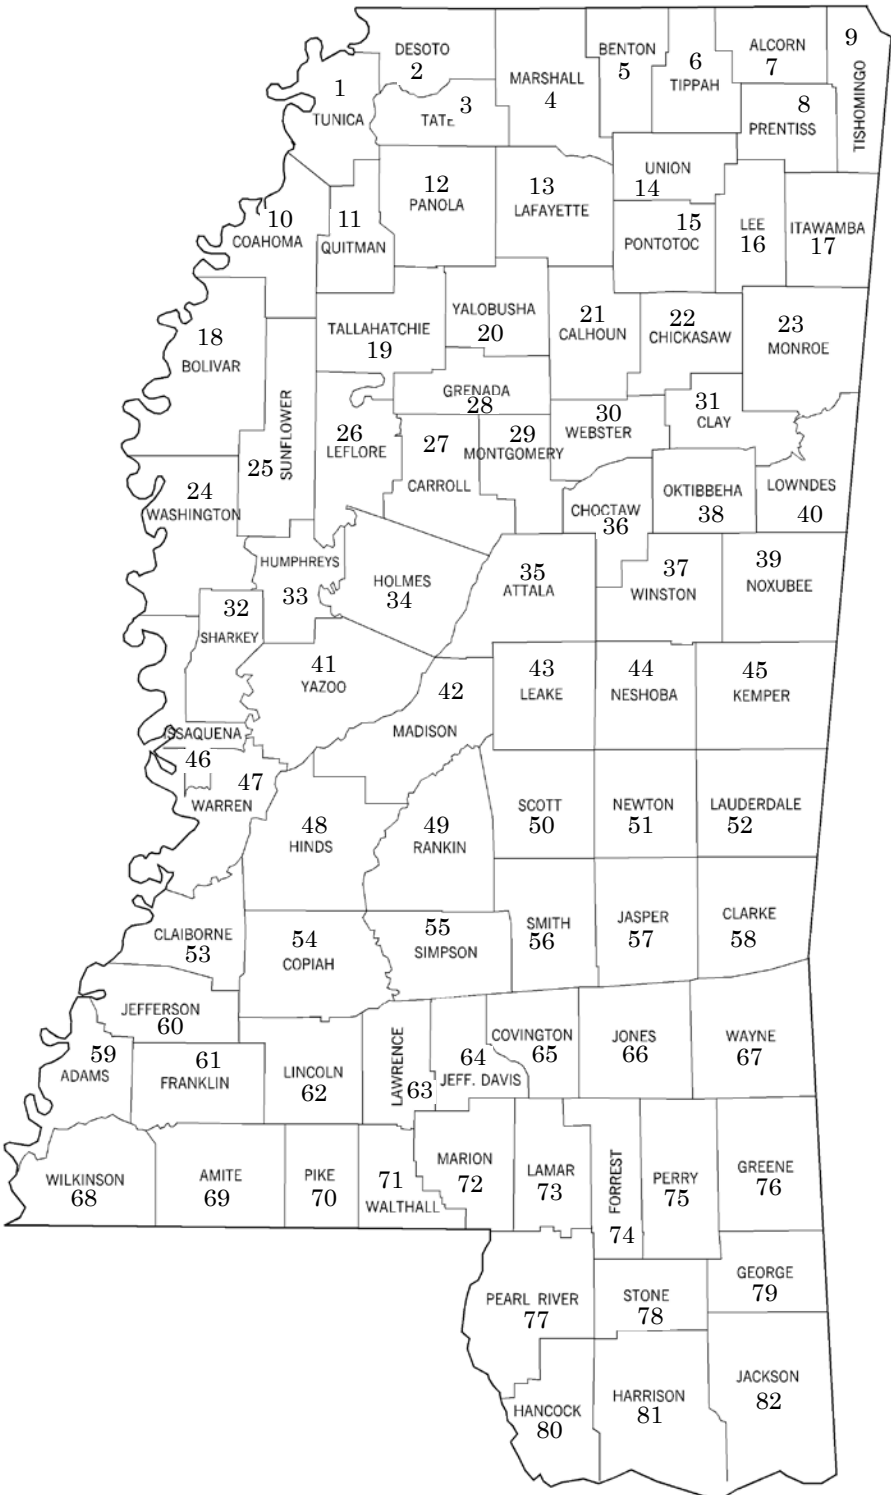 DESOTO
2
BENTON
5
6
TIPPAH
ALCORN
7
9
TISHOMINGO
1
TUNICA
3
TATE
MARSHALL
4
8
PRENTISS
12
PANOLA
13
LAFAYETTE
UNION
14
10
COAHOMA
11
QUITMAN
15
PONTOTOC
LEE
16
ITAWAMBA
17
18
BOLIVAR
TALLAHATCHIE
19
YALOBUSHA
20
21
CALHOUN
22
CHICKASAW
23
MONROE
SUNFLOWER
25
26
LEFLORE
GRENADA
28
27
CARROLL
29
MONTGOMERY
30
WEBSTER
31
CLAY
24
WASHINGTON
CHOCTAW
36
OKTIBBEHA
38
LOWNDES
40
HUMPHREYS
33
HOLMES
34
35
ATTALA
37
WINSTON
39
NOXUBEE
32
SHARKEY
41
YAZOO
42
MADISON
43
LEAKE
44
NESHOBA
45
KEMPER
ISSAQUENA
46
47
WARREN
48
HINDS
49
RANKIN
SCOTT
50
NEWTON
51
LAUDERDALE
52
CLAIBORNE
53
54
COPIAH
55
SIMPSON
SMITH
56
JASPER
57
CLARKE
58
JEFFERSON
60
59
ADAMS
61
FRANKLIN
LINCOLN
62
LAWRENCE
63
64
JEFF. DAVIS
COVINGTON
65
JONES
66
WAYNE
67
WILKINSON
68
AMITE
69
PIKE
70
71
WALTHALL
MARION
72
LAMAR
73
FORREST
74
PERRY
75
GREENE
76
PEARL RIVER
77
STONE
78
GEORGE
79
HANCOCK
80
HARRISON
81
JACKSON
82